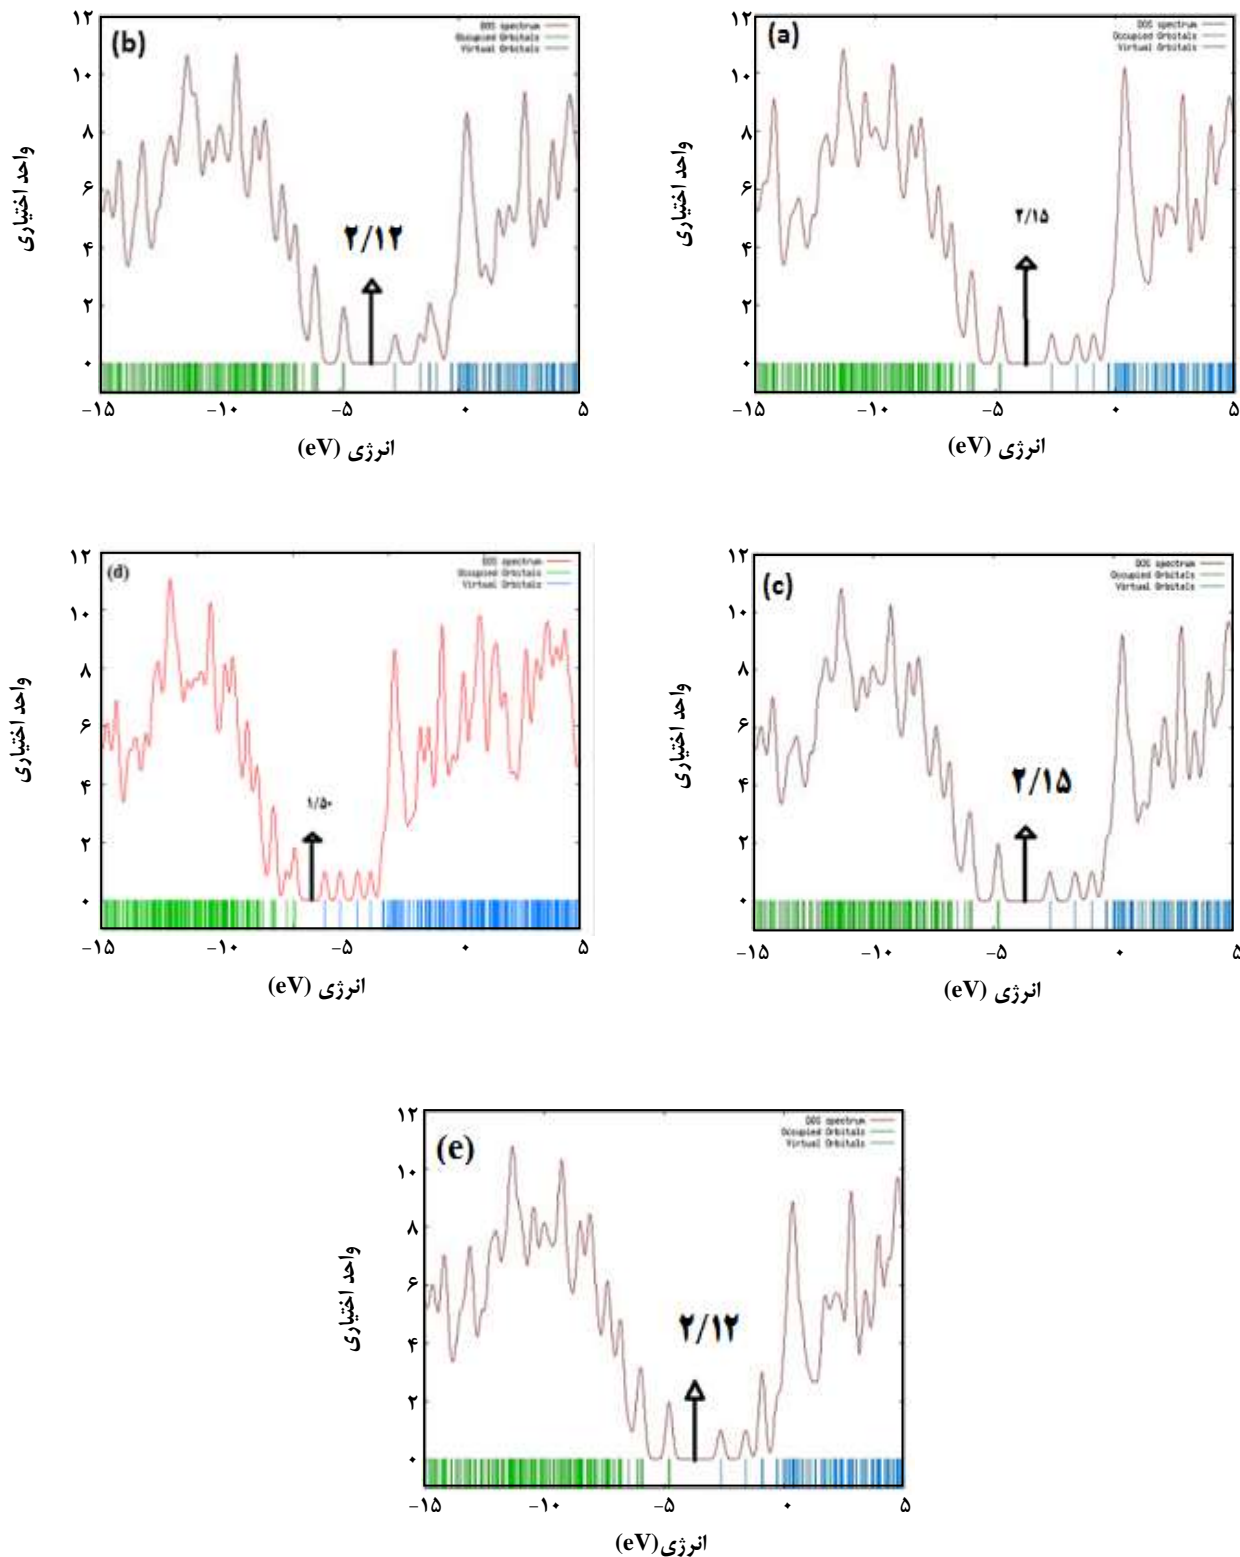 (a)
DOS spectrum
Occupied Orbitals
Virtual Orbitals
۱۲
۱۰
۸
۶
۴
۲
۰
واحد اختیاری
۲/۱۵
-۱۵ -۱۰ -۵ ۰ ۵
انرژی (eV)
(b)
DOS spectrum
Occupied Orbitals
Virtual Orbitals
۱۲
۱۰
۸
۶
۴
۲
۰
واحد اختیاری
۲/۱۲
-۱۵ -۱۰ -۵ ۰ ۵
انرژی (eV)
(c)
DOS spectrum
Occupied Orbitals
Virtual Orbitals
۱۲
۱۰
۸
۶
۴
۲
۰
واحد اختیاری
۲/۱۵
-۱۵ -۱۰ -۵ ۰ ۵
انرژی (eV)
(d)
DOS spectrum
Occupied Orbitals
Virtual Orbitals
۱۲
۱۰
۸
۶
۴
۲
۰
واحد اختیاری
۱/۵۰
-۱۵ -۱۰ -۵ ۰ ۵
انرژی (eV)
(e)
DOS spectrum
Occupied Orbitals
Virtual Orbitals
۱۲
۱۰
۸
۶
۴
۲
۰
واحد اختیاری
۲/۱۲
-۱۵ -۱۰ -۵ ۰ ۵
انرژی(eV)